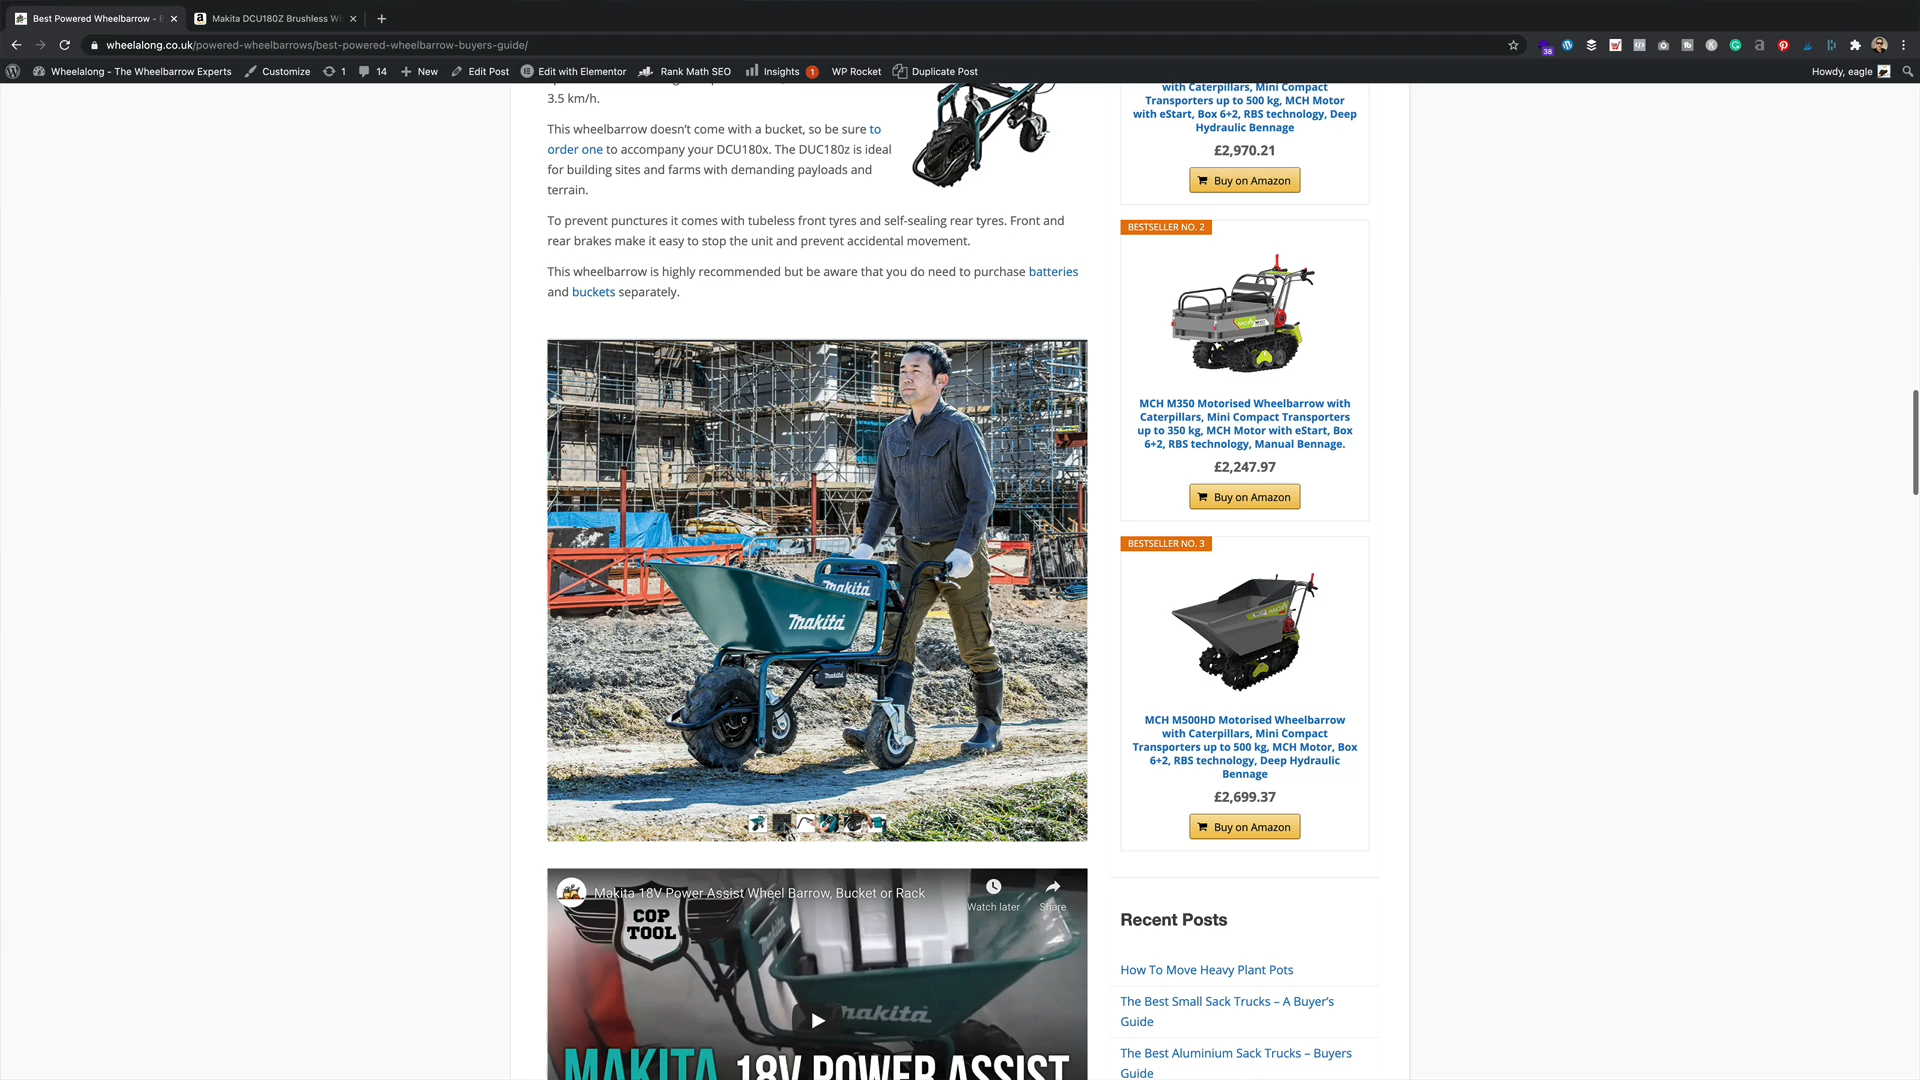 Best Powered Wheelbarrow - B
Makita DCU180Z Brushless W
wheelalong.co.uk/powered-wheelbarrows/best-powered-wheelbarrow-buyers-guide/
38
Wheelalong - The Wheelbarrow Experts
Customize
1
14
New
Edit Post
Edit with Elementor
Rank Math SEO
Insights 1
WP Rocket
Duplicate Post
Howdy, eagle
3.5 km/h.
This wheelbarrow doesn’t come with a bucket, so be sure to
order one to accompany your DCU180x. The DUC180z is ideal
for building sites and farms with demanding payloads and
terrain.
To prevent punctures it comes with tubeless front tyres and self-sealing rear tyres. Front and
rear brakes make it easy to stop the unit and prevent accidental movement.
This wheelbarrow is highly recommended but be aware that you do need to purchase batteries
and buckets separately.
makita
makita
makita
Makita 18V Power Assist Wheel Barrow, Bucket or Rack
Watch later
Share
COP
TOOL
makita
makita
MAKITA 18V POWER ASSIST
with Caterpillars, Mini Compact
Transporters up to 500 kg, MCH Motor
with eStart, Box 6+2, RBS technology, Deep
Hydraulic Bennage
£2,970.21
Buy on Amazon
BESTSELLER NO. 2
MCH M350 Motorised Wheelbarrow with
Caterpillars, Mini Compact Transporters
up to 350 kg, MCH Motor with eStart, Box
6+2, RBS technology, Manual Bennage.
£2,247.97
Buy on Amazon
BESTSELLER NO. 3
MCH M500HD Motorised Wheelbarrow
with Caterpillars, Mini Compact
Transporters up to 500 kg, MCH Motor, Box
6+2, RBS technology, Deep Hydraulic
Bennage
£2,699.37
Buy on Amazon
Recent Posts
How To Move Heavy Plant Pots
The Best Small Sack Trucks – A Buyer’s
Guide
The Best Aluminium Sack Trucks – Buyers
Guide